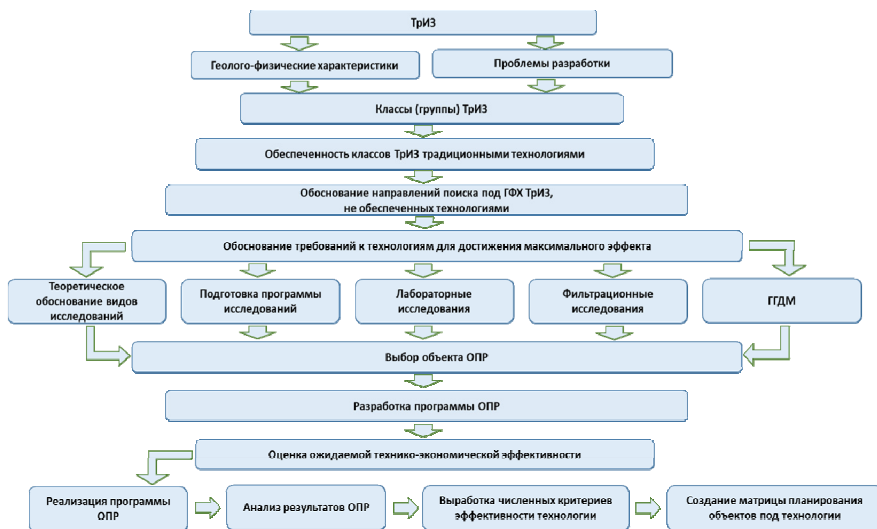 ТрИЗ
Геолого-физические характеристики
Проблемы разработки
Классы (группы) ТрИЗ
Обеспеченность классов ТрИЗ традиционными технологиями
Обоснование направлений поиска под ГФХ ТрИЗ,
не обеспеченных технологиями
Обоснование требований к технологиям для достижения максимального эффекта
Теоретическое
обоснование видов
исследований
Подготовка программы
исследований
Лабораторные
исследования
Фильтрационные
исследования
ГГДМ
Выбор объекта ОПР
Разработка программы ОПР
Оценка ожидаемой технико-экономической эффективности
Реализация программы
ОПР
Анализ результатов ОПР
Выработка численных критериев
эффективности технологии
Создание матрицы планирования
объектов под технологии